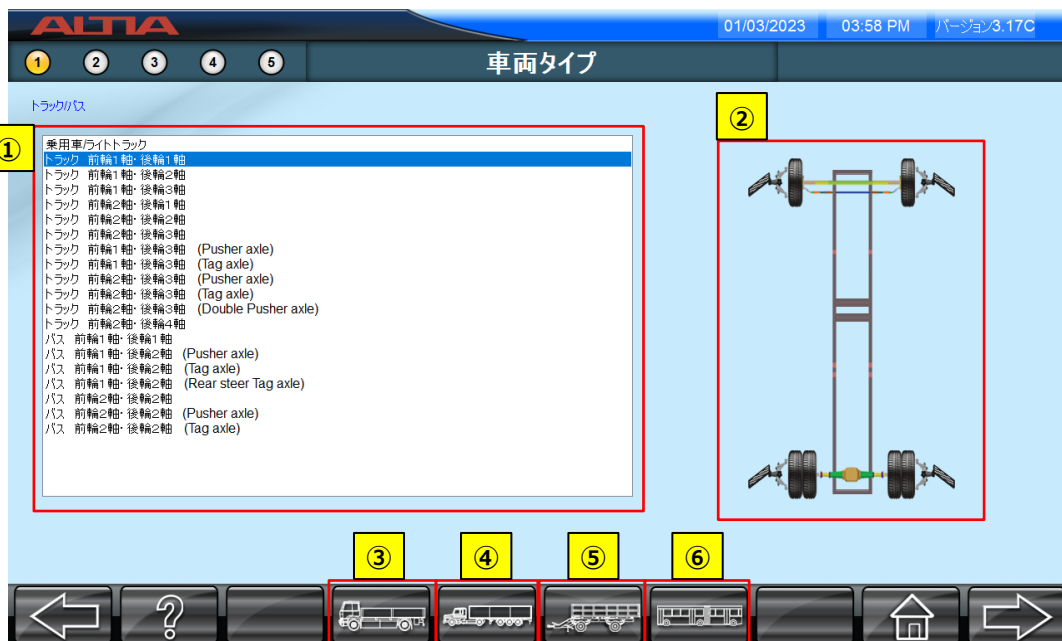 ALTIA 01/03/2023 03:58 PM バージョン3.17C
1 2 3 4 5 車両タイプ
トラック/バス
①
②
乗用車/ライトトラック
トラック 前輪1軸・後輪1軸
トラック 前輪1軸・後輪2軸
トラック 前輪1軸・後輪3軸
トラック 前輪2軸・後輪1軸
トラック 前輪2軸・後輪2軸
トラック 前輪2軸・後輪3軸
トラック 前輪1軸・後輪3軸 (Pusher axle)
トラック 前輪1軸・後輪3軸 (Tag axle)
トラック 前輪2軸・後輪3軸 (Pusher axle)
トラック 前輪2軸・後輪3軸 (Tag axle)
トラック 前輪2軸・後輪3軸 (Double Pusher axle)
トラック 前輪2軸・後輪4軸
バス 前輪1軸・後輪1軸
バス 前輪1軸・後輪2軸 (Pusher axle)
バス 前輪1軸・後輪2軸 (Tag axle)
バス 前輪1軸・後輪2軸 (Rear steer Tag axle)
バス 前輪2軸・後輪2軸
バス 前輪2軸・後輪2軸 (Pusher axle)
バス 前輪2軸・後輪2軸 (Tag axle)
③ ④ ⑤ ⑥
?